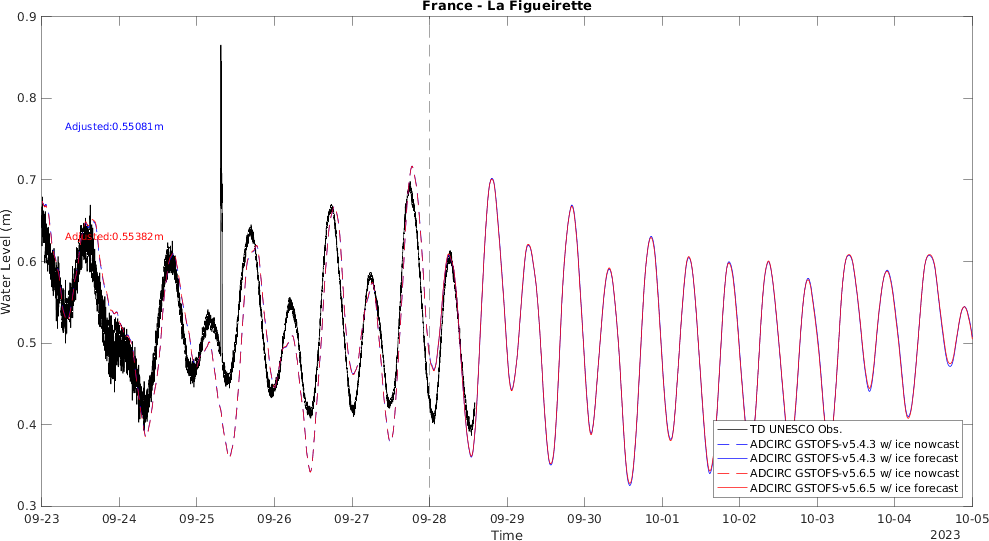 France - La Figueirette
0.9
0.8
0.7
0.6
0.5
0.4
0.3
Water Level (m)
Adjusted:0.55081m
Adjusted:0.55382m
TD UNESCO Obs.
ADCIRC GSTOFS-v5.4.3 w/ ice nowcast
ADCIRC GSTOFS-v5.4.3 w/ ice forecast
ADCIRC GSTOFS-v5.6.5 w/ ice nowcast
ADCIRC GSTOFS-v5.6.5 w/ ice forecast
09-23 09-24 09-25 09-26 09-27 09-28 09-29 09-30 10-01 10-02 10-03 10-04 10-05
Time
2023